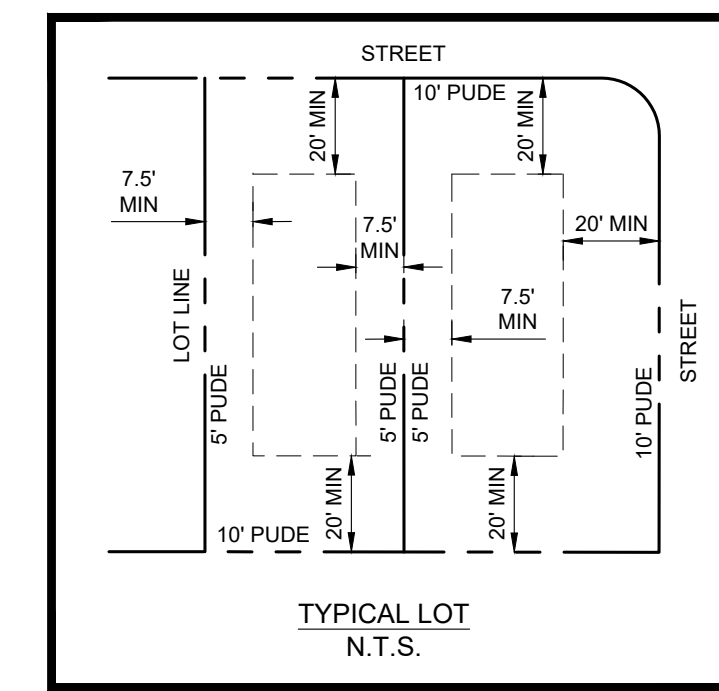 STREET
10' PUDE
20' MIN
20' MIN
7.5'
MIN
7.5'
MIN
20' MIN
LOT LINE
7.5'
MIN
STREET
5' PUDE
5' PUDE
5' PUDE
10' PUDE
10' PUDE
20' MIN
20' MIN
TYPICAL LOT
N.T.S.